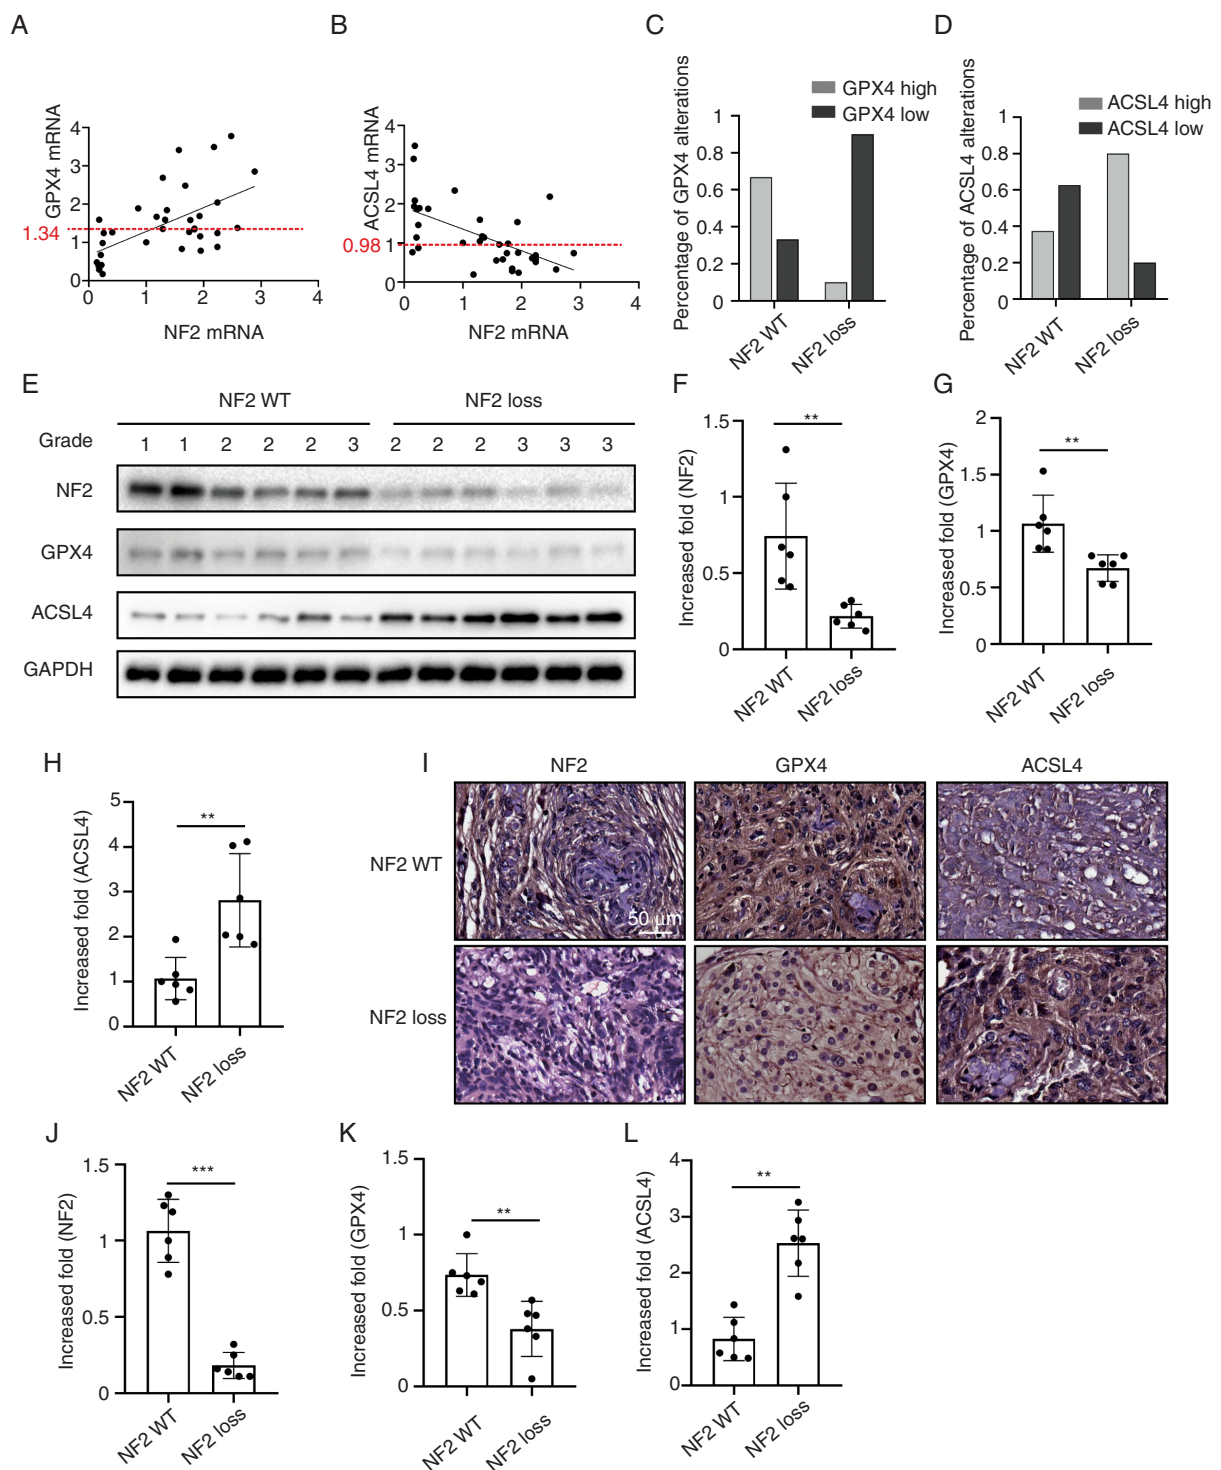 A
GPX4 mRNA
4
3
2
1
0
1.34
0 1 2 3 4
NF2 mRNA
B
ACSL4 mRNA
4
3
2
1
0
0.98
0 1 2 3 4
NF2 mRNA
C
Percentage of GPX4 alterations
GPX4 high
GPX4 low
1
0.8
0.6
0.4
0.2
0
NF2 WT
NF2 loss
D
Percentage of ACSL4 alterations
ACSL4 high
ACSL4 low
1
0.8
0.6
0.4
0.2
0
NF2 WT
NF2 loss
E
NF2 WT NF2 loss
Grade 1 1 2 2 2 3 2 2 2 3 3 3
NF2
GPX4
ACSL4
GAPDH
F
Increased fold (NF2)
1.5
1
0.5
0
**
NF2 WT
NF2 loss
G
Increased fold (GPX4)
2
1.5
1
0.5
0
**
NF2 WT
NF2 loss
H
Increased fold (ACSL4)
5
4
3
2
1
0
**
NF2 WT
NF2 loss
I
NF2 GPX4 ACSL4
NF2 WT
50 µm
NF2 loss
J
Increased fold (NF2)
1.5
1
0.5
0
***
NF2 WT
NF2 loss
K
Increased fold (GPX4)
1.5
1
0.5
0
**
NF2 WT
NF2 loss
L
Increased fold (ACSL4)
4
3
2
1
0
**
NF2 WT
NF2 loss